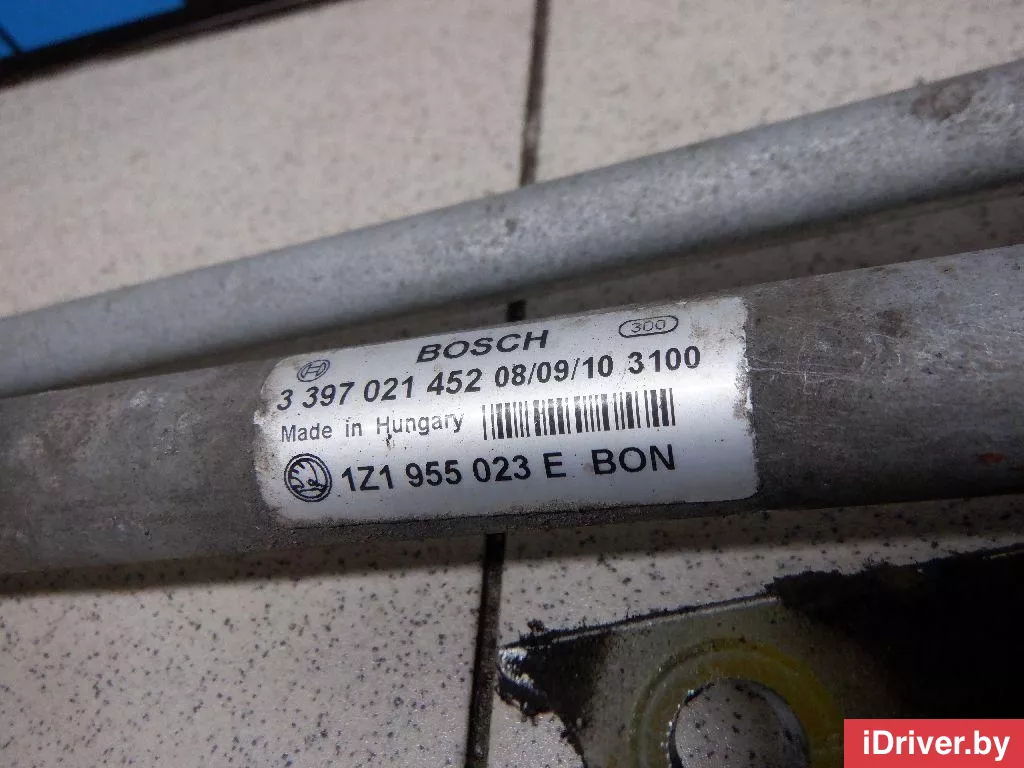 BOSCH 300
3 397 021 452 08/09/10 3100
Made in Hungary
1Z1 955 023 E BON
iDriver.by